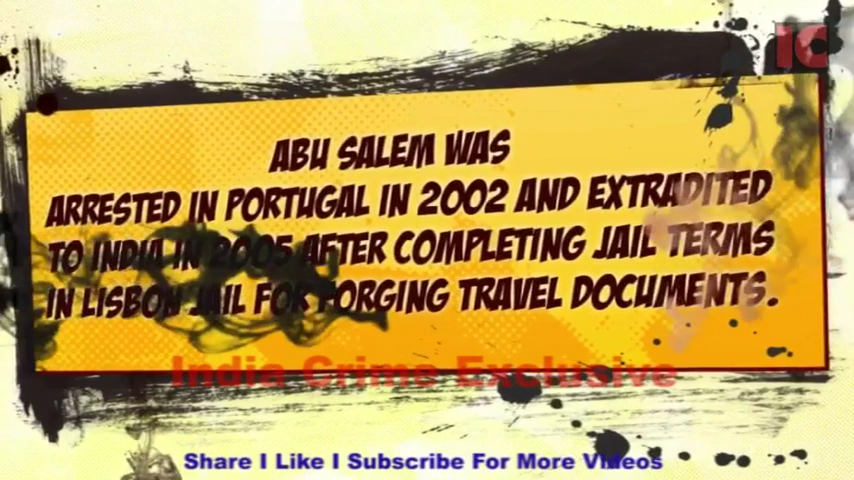 IC
ABU SALEM WAS
ARRESTED IN PORTUGAL IN 2002 AND EXTRADITED
TO INDIA IN 2005 AFTER COMPLETING JAIL TERMS
IN LISBON JAIL FOR FORGING TRAVEL DOCUMENTS.
India Crime Exclusive
Share I Like I Subscribe For More Videos